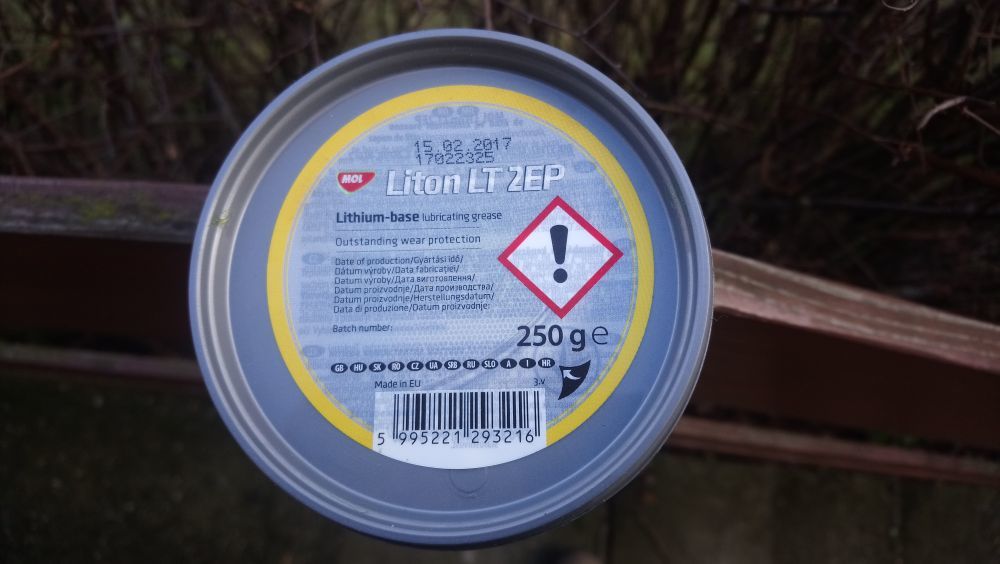 15.02.2017
17022325
MOL Liton LT 2EP
Lithium-base lubricating grease
Outstanding wear protection
Date of production/Gyártási idő/
Dátum výroby/Data fabricației/
Datum výroby/Дата виготовлення/
Datum proizvodnje/Дата производства/
Datum proizvodnje/Herstellungsdatum/
Data di produzione/Datum proizvodnje:
Batch number:
250 g e
GB HU SK RO CZ UA SRB RU SLO A I HR
Made in EU 3.v
5 995221 293216